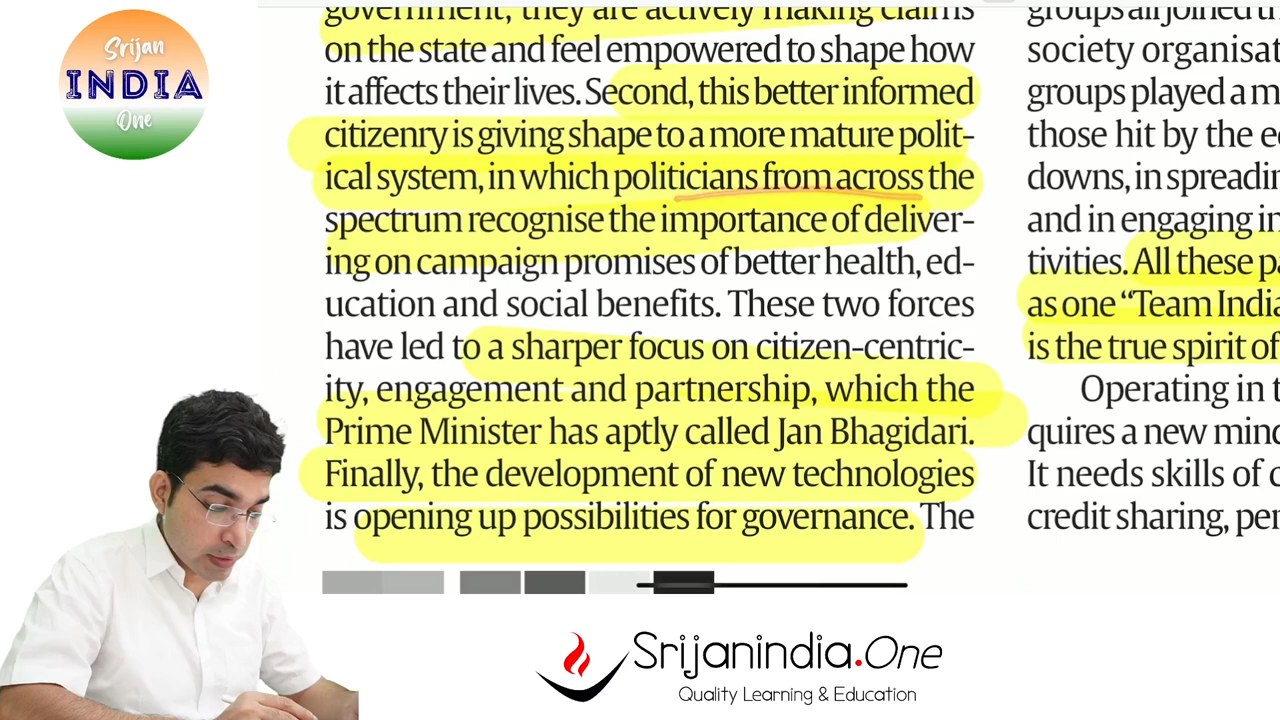 Srijan
INDIA
One
government, they are actively making claims
on the state and feel empowered to shape how
it affects their lives. Second, this better informed
citizenry is giving shape to a more mature polit-
ical system, in which politicians from across the
spectrum recognise the importance of deliver-
ing on campaign promises of better health, ed-
ucation and social benefits. These two forces
have led to a sharper focus on citizen-centric-
ity, engagement and partnership, which the
Prime Minister has aptly called Jan Bhagidari.
Finally, the development of new technologies
is opening up possibilities for governance. The
groups all joined
society organisat
groups played a m
those hit by the
downs, in
and in engaging in
tivities. All these
as one “Team India
is the true spirit of
Operating in
quires a new
It needs skills of
credit sharing,
Srijanindia.One
Quality Learning & Education